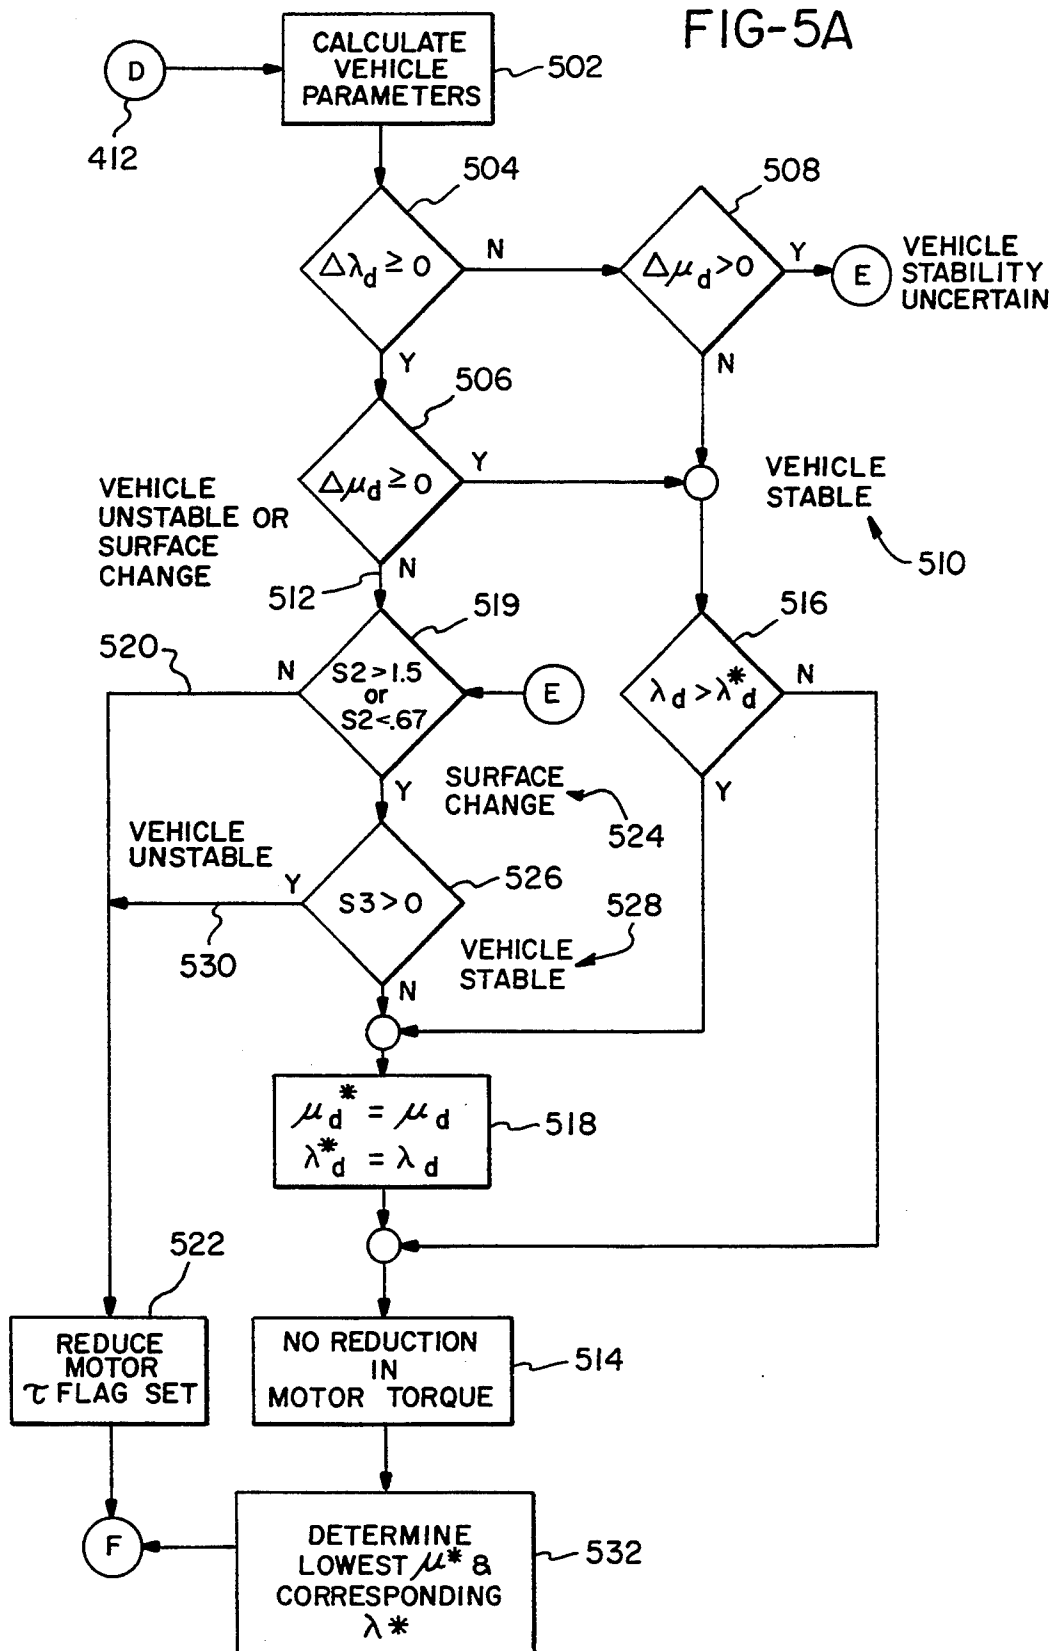 FIG-5A
D
412
CALCULATE
VEHICLE
PARAMETERS
502
504
Δλd ≥ 0
N
Y
508
Δμd > 0
Y
N
E
VEHICLE
STABILITY
UNCERTAIN
506
Δμd ≥ 0
Y
N
VEHICLE
UNSTABLE OR
SURFACE
CHANGE
512
VEHICLE
STABLE
510
519
S2 > 1.5
or
S2 < .67
N
Y
520
E
516
λd > λ*d
N
Y
SURFACE
CHANGE
524
VEHICLE
UNSTABLE
526
S3 > 0
Y
N
530
528
VEHICLE
STABLE
μd* = μd
λ*d = λd
518
522
REDUCE
MOTOR
τ FLAG SET
NO REDUCTION
IN
MOTOR TORQUE
514
F
DETERMINE
LOWEST μ* &
CORRESPONDING
λ*
532